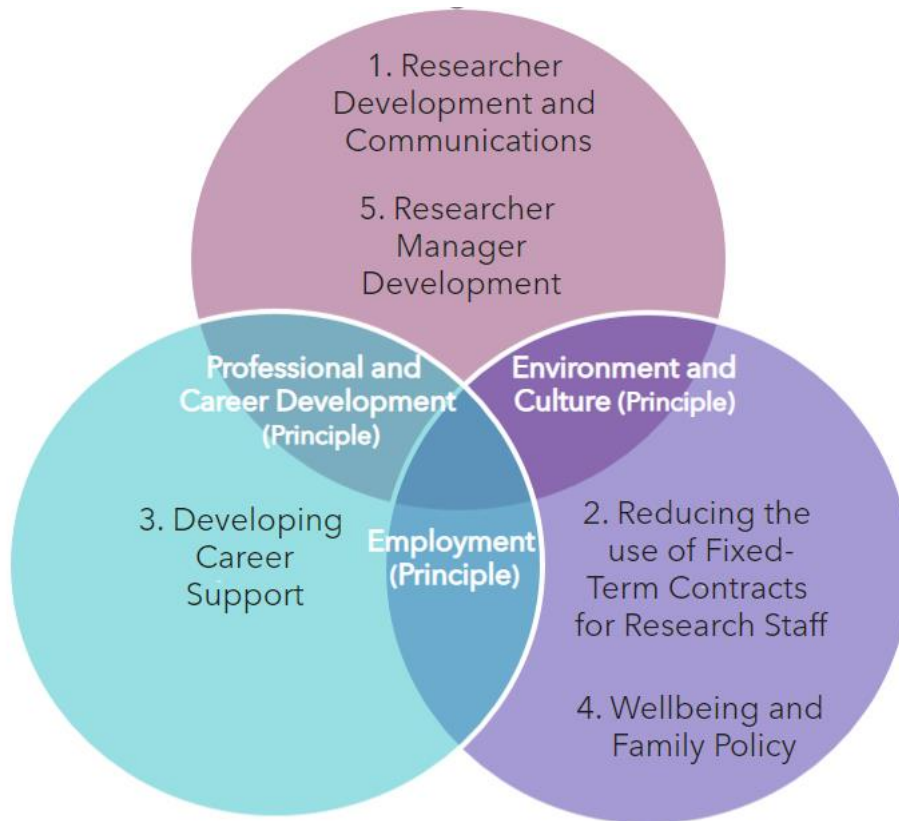 1. Researcher
Development and
Communications
5. Researcher
Manager
Development
Professional and
Career Development
(Principle)
Environment and
Culture (Principle)
3. Developing
Career
Support
Employment
(Principle)
2. Reducing the
use of Fixed-
Term Contracts
for Research Staff
4. Wellbeing and
Family Policy